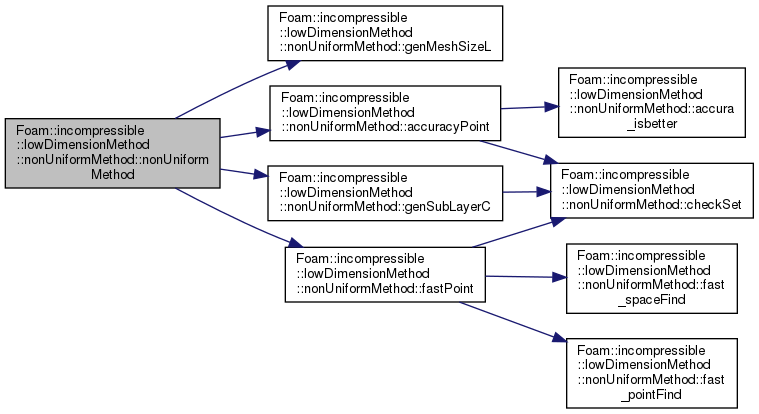 Foam::incompressible
::lowDimensionMethod
::nonUniformMethod::nonUniform
Method
Foam::incompressible
::lowDimensionMethod
::nonUniformMethod::genMeshSizeL
Foam::incompressible
::lowDimensionMethod
::nonUniformMethod::accuracyPoint
Foam::incompressible
::lowDimensionMethod
::nonUniformMethod::accura
_isbetter
Foam::incompressible
::lowDimensionMethod
::nonUniformMethod::checkSet
Foam::incompressible
::lowDimensionMethod
::nonUniformMethod::genSubLayerC
Foam::incompressible
::lowDimensionMethod
::nonUniformMethod::fastPoint
Foam::incompressible
::lowDimensionMethod
::nonUniformMethod::fast
_spaceFind
Foam::incompressible
::lowDimensionMethod
::nonUniformMethod::fast
_pointFind